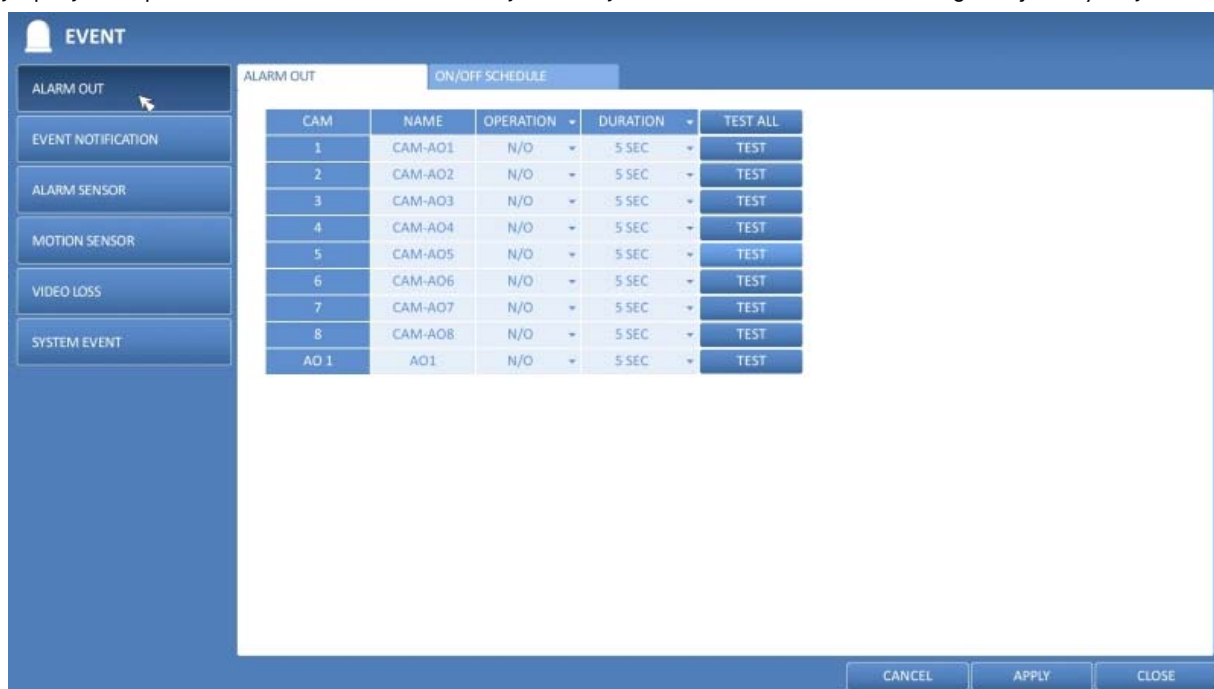 EVENT
ALARM OUT
EVENT NOTIFICATION
ALARM SENSOR
MOTION SENSOR
VIDEO LOSS
SYSTEM EVENT
ALARM OUT ON/OFF SCHEDULE
CAM NAME OPERATION DURATION TEST ALL
1 CAM-AO1 N/O 5 SEC TEST
2 CAM-AO2 N/O 5 SEC TEST
3 CAM-AO3 N/O 5 SEC TEST
4 CAM-AO4 N/O 5 SEC TEST
5 CAM-AO5 N/O 5 SEC TEST
6 CAM-AO6 N/O 5 SEC TEST
7 CAM-AO7 N/O 5 SEC TEST
8 CAM-AO8 N/O 5 SEC TEST
AO 1 AO1 N/O 5 SEC TEST
CANCEL APPLY CLOSE